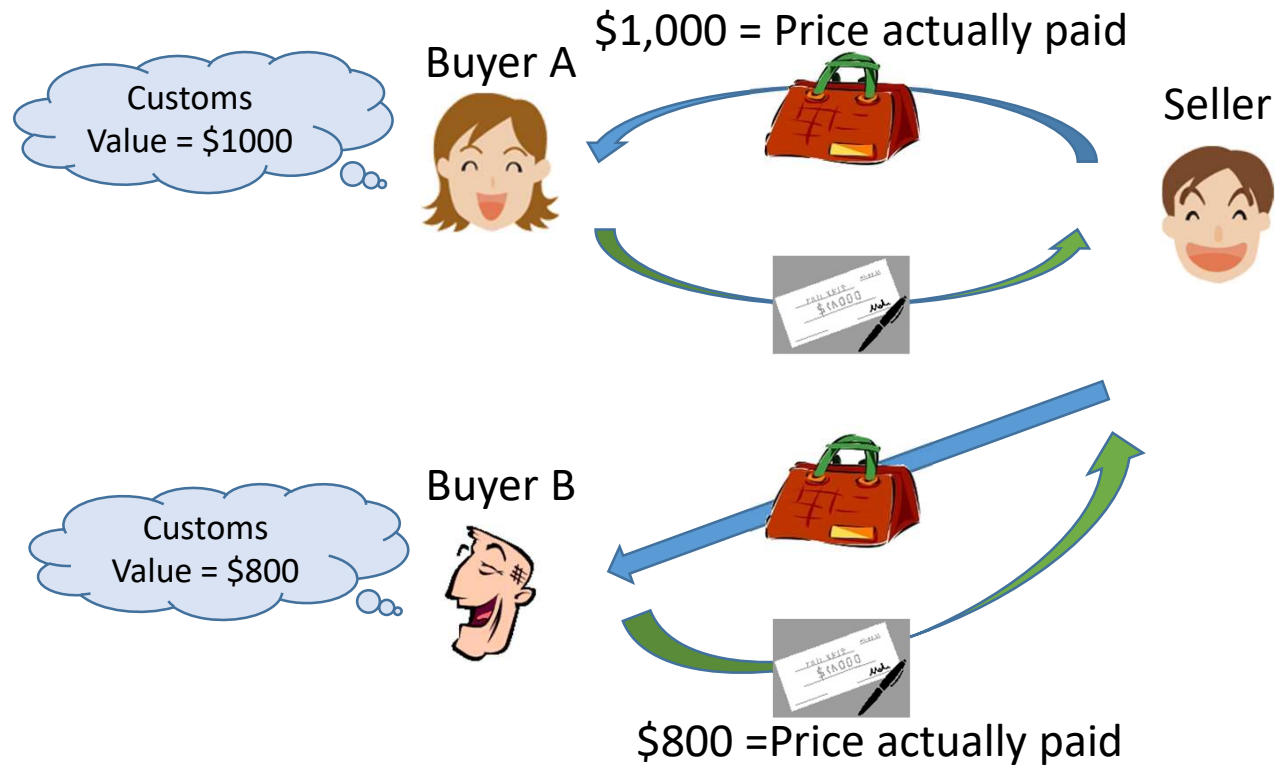 $1,000 = Price actually paid
Buyer A
Seller
Customs
Value = $1000
Buyer B
Customs
Value = $800
$800 =Price actually paid